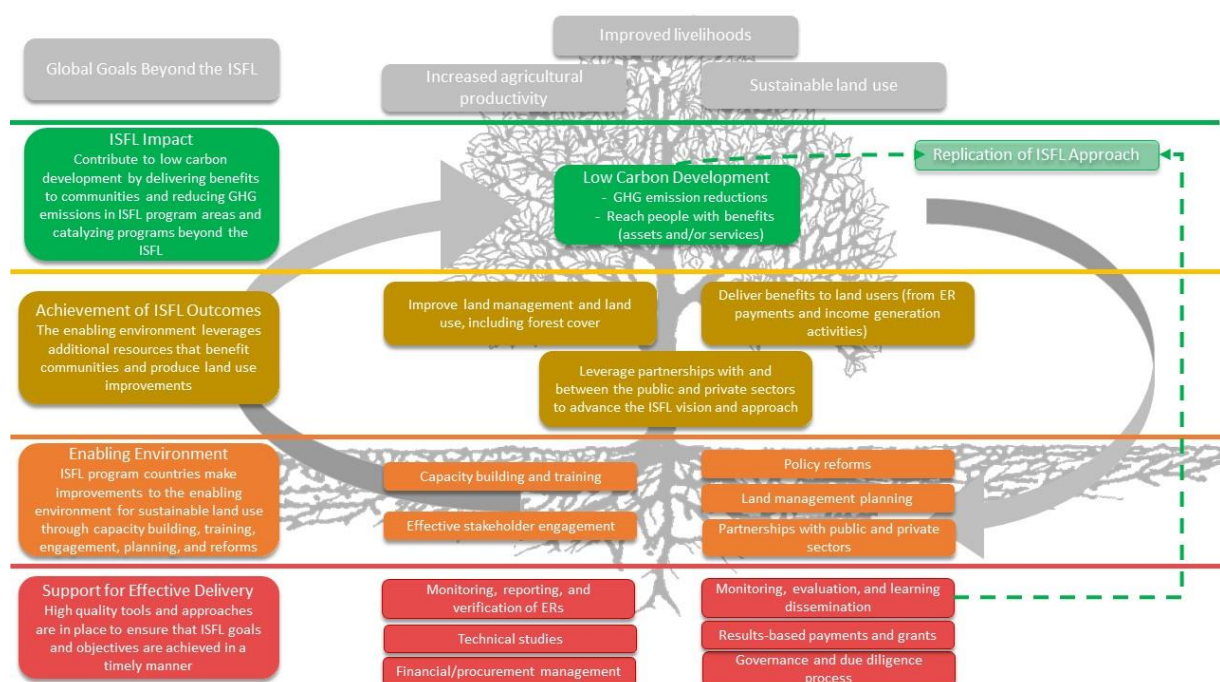 Global Goals Beyond the ISFL
Improved livelihoods
Increased agricultural
productivity
Sustainable land use
ISFL Impact
Contribute to low carbon
development by delivering benefits
to communities and reducing GHG
emissions in ISFL program areas and
catalyzing programs beyond the
ISFL
Low Carbon Development
- GHG emission reductions
- Reach people with benefits
(assets and/or services)
Replication of ISFL Approach
Achievement of ISFL Outcomes
The enabling environment leverages
additional resources that benefit
communities and produce land use
improvements
Improve land management and land
use, including forest cover
Deliver benefits to land users (from ER
payments and income generation
activities)
Leverage partnerships with and
between the public and private sectors
to advance the ISFL vision and approach
Enabling Environment
ISFL program countries make
improvements to the enabling
environment for sustainable land use
through capacity building, training,
engagement, planning, and reforms
Capacity building and training
Effective stakeholder engagement
Policy reforms
Land management planning
Partnerships with public and private
sectors
Support for Effective Delivery
High quality tools and approaches
are in place to ensure that ISFL goals
and objectives are achieved in a
timely manner
Monitoring, reporting, and
verification of ERs
Technical studies
Financial/procurement management
Monitoring, evaluation, and learning
dissemination
Results-based payments and grants
Governance and due diligence
process